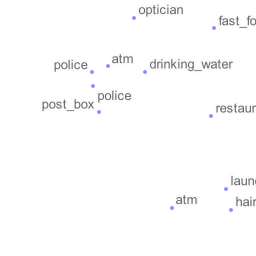 optician
fast_fo
atm
police
drinking_water
police
post_box
restaur
laun
atm
hair